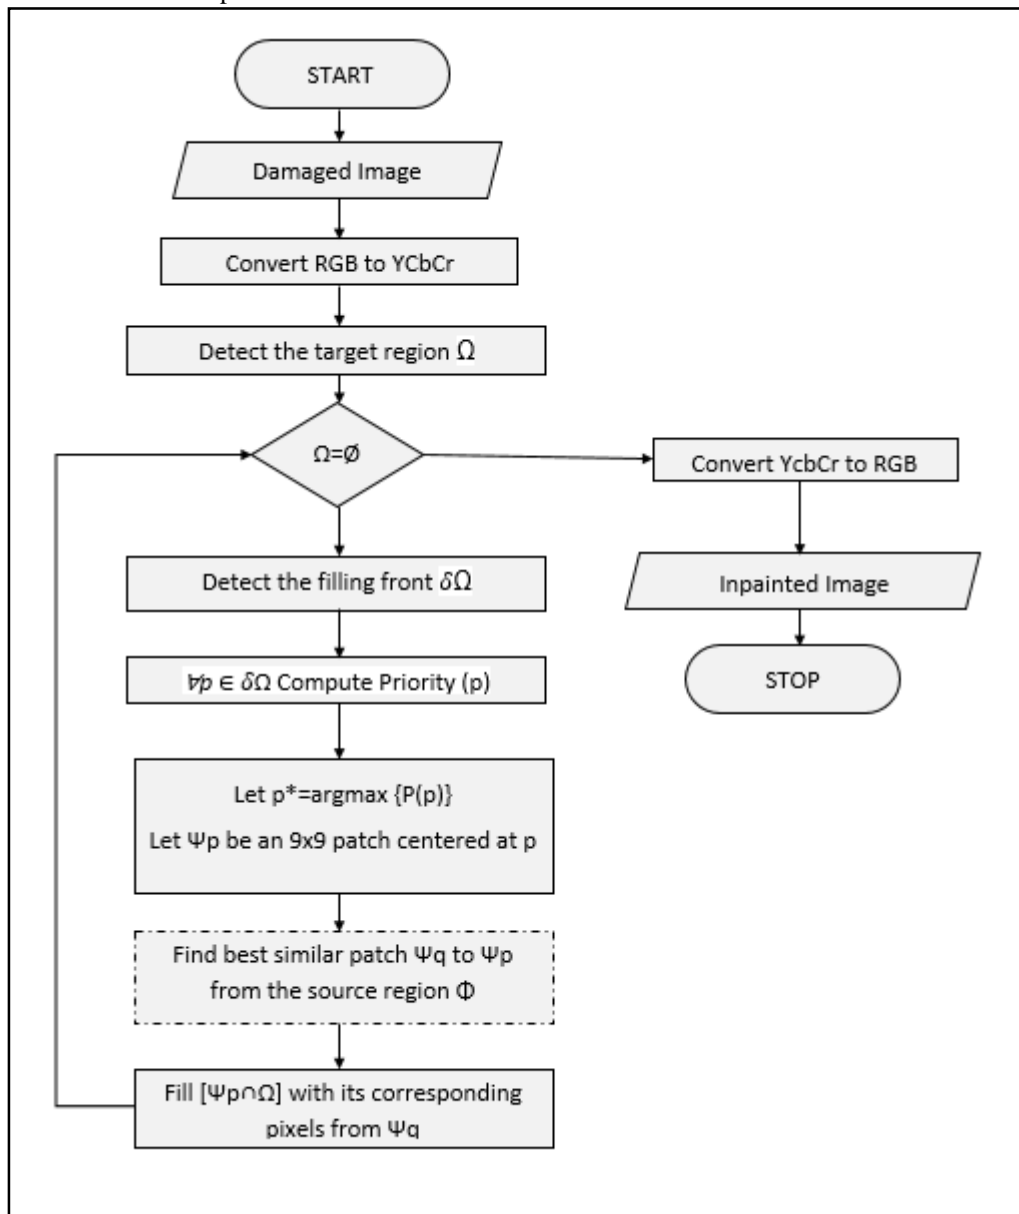 START
Damaged Image
Convert RGB to YCbCr
Detect the target region Ω
Ω=Ø
Convert YcbCr to RGB
Detect the filling front δΩ
Inpainted Image
∀p ∈ δΩ Compute Priority (p)
STOP
Let p*=argmax {P(p)}
Let Ψp be an 9x9 patch centered at p
Find best similar patch Ψq to Ψp
from the source region Φ
Fill [Ψp∩Ω] with its corresponding
pixels from Ψq